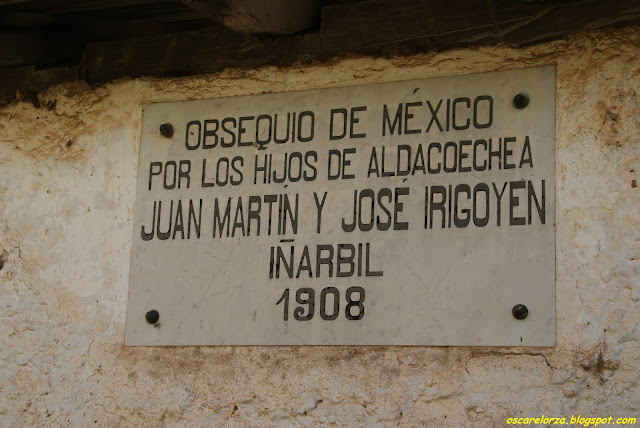 OBSEQUIO DE MÉXICO
POR LOS HIJOS DE ALDACOECHEA
JUAN MARTÍN Y JOSÉ IRIGOYEN
IÑARBIL
1908
oscarelorza.blogspot.com